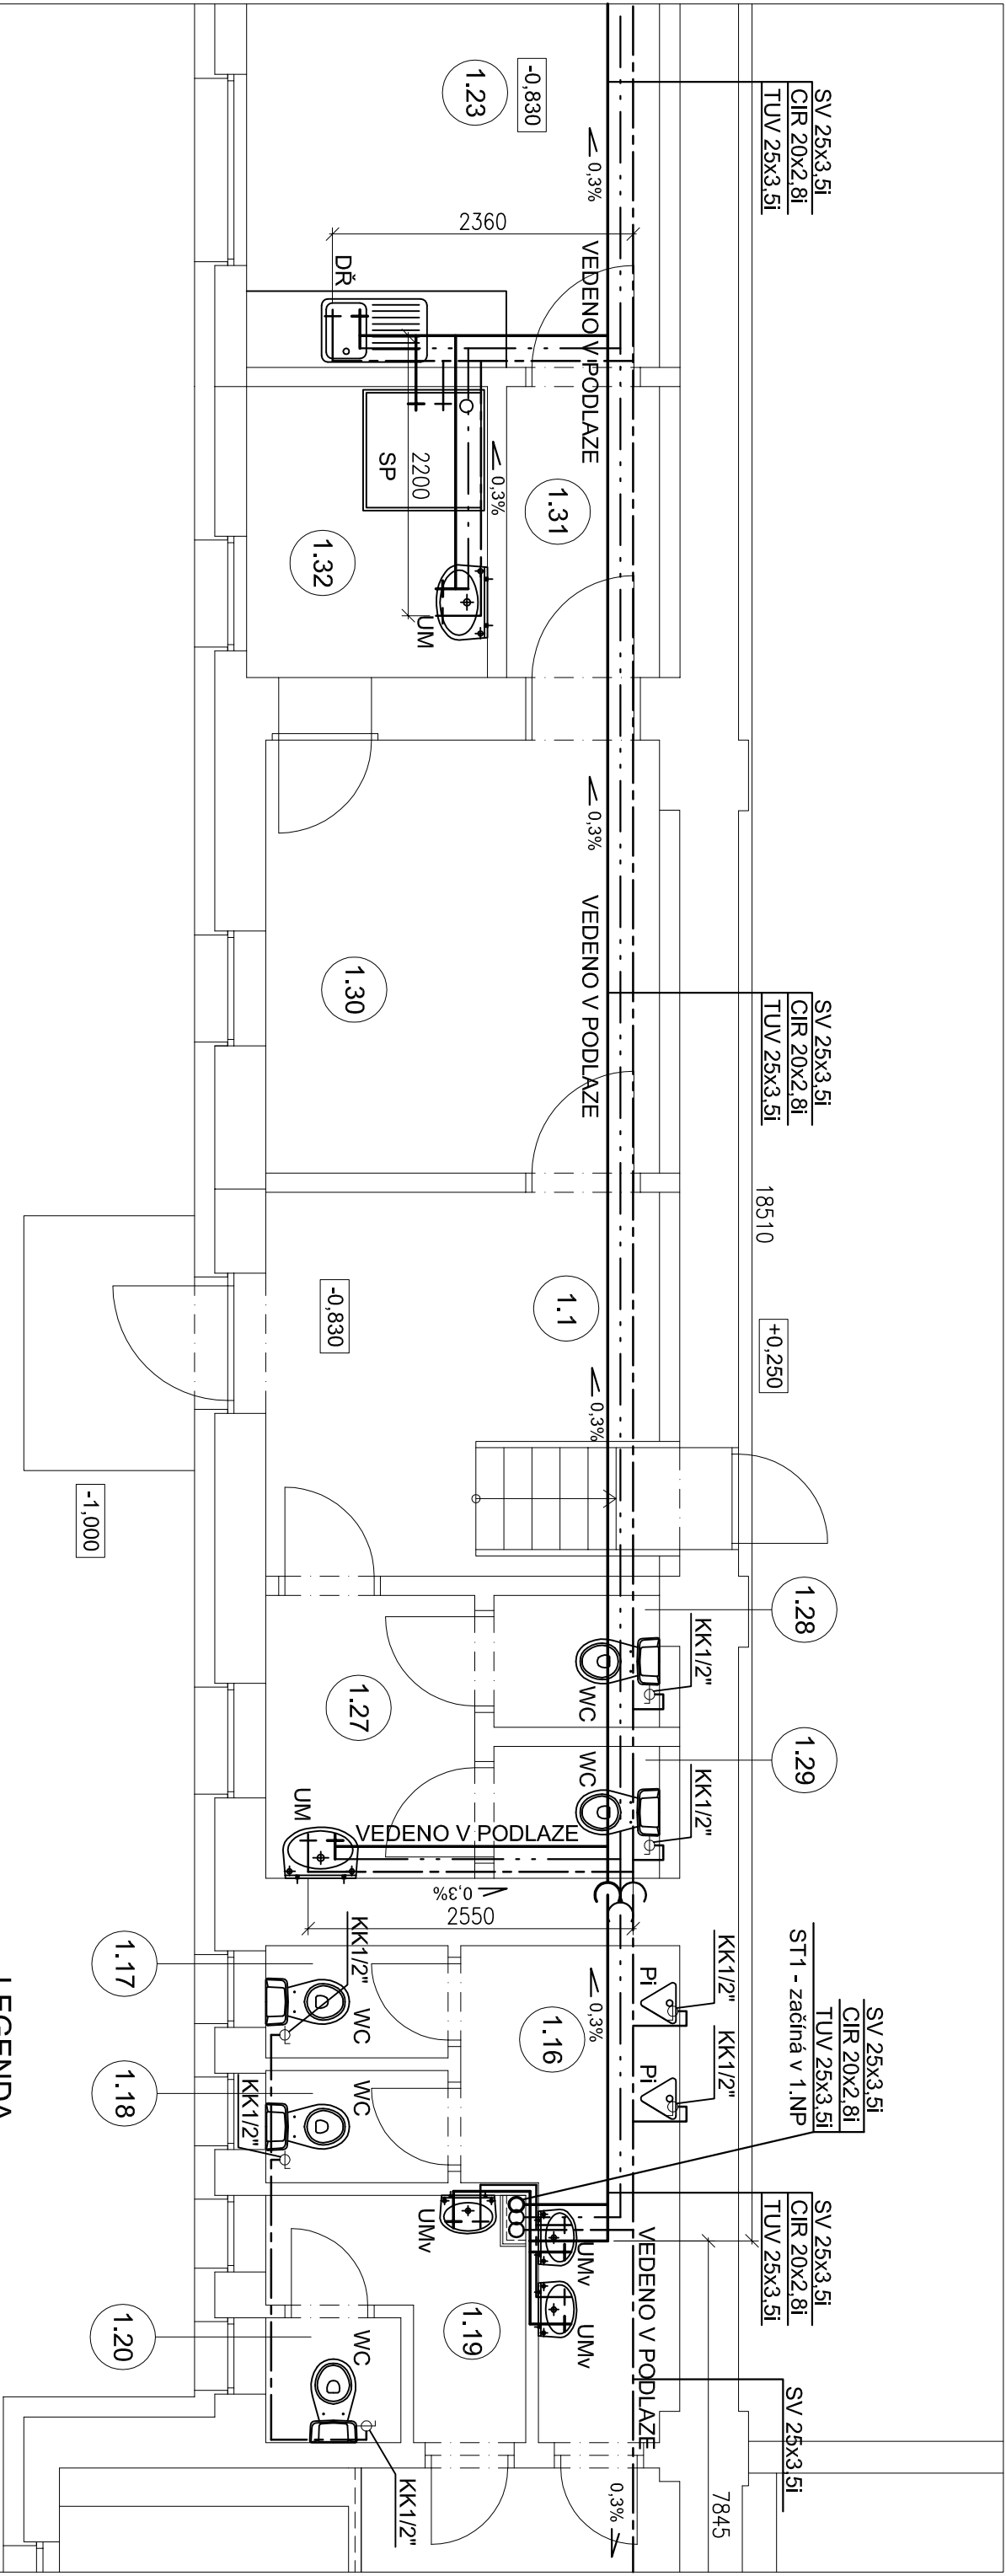 SV 25x3,5i
CIR 20x2,8i
TUV 25x3,5i
1.23
-0,830
0,3%
2360
DŘ
VEDENO V PODLAZE
2200
SP
0,3%
1.31
1.32
UM
0,3%
VEDENO V PODLAZE
1.30
SV 25x3,5i
CIR 20x2,8i
TUV 25x3,5i
18510
+0,250
1.1
-0,830
0,3%
-1,000
1.28
KK1/2"
WC
1.27
1.29
KK1/2"
WC
UM
VEDENO V PODLAZE
0,3%
2550
1.17
KK1/2"
WC
1.18
KK1/2"
WC
1.16
0,3%
Pi
KK1/2"
Pi
KK1/2"
SV 25x3,5i
CIR 20x2,8i
TUV 25x3,5i
ST1 - začíná v 1.NP
SV 25x3,5i
CIR 20x2,8i
TUV 25x3,5i
UMv
UMv
UMv
1.19
1.20
WC
KK1/2"
VEDENO V PODLAZE
SV 25x3,5i
7845
0,3%
LEGENDA